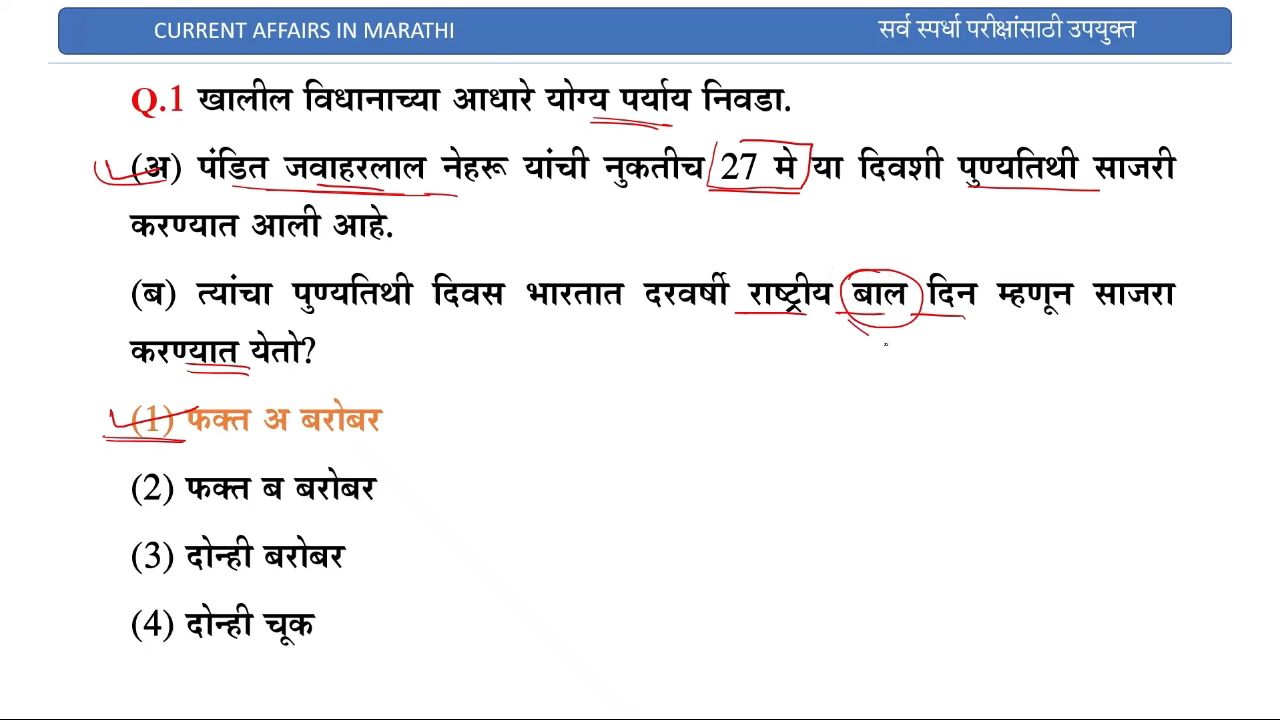 CURRENT AFFAIRS IN MARATHI
सर्व स्पर्धा परीक्षांसाठी उपयुक्त
Q.1 खालील विधानाच्या आधारे योग्य पर्याय निवडा.
(अ) पंडित जवाहरलाल नेहरू यांची नुकतीच 27 मे या दिवशी पुण्यतिथी साजरी
करण्यात आली आहे.
(ब) त्यांचा पुण्यतिथी दिवस भारतात दरवर्षी राष्ट्रीय बाल दिन म्हणून साजरा
करण्यात येतो?
(1) फक्त अ बरोबर
(2) फक्त ब बरोबर
(3) दोन्ही बरोबर
(4) दोन्ही चूक